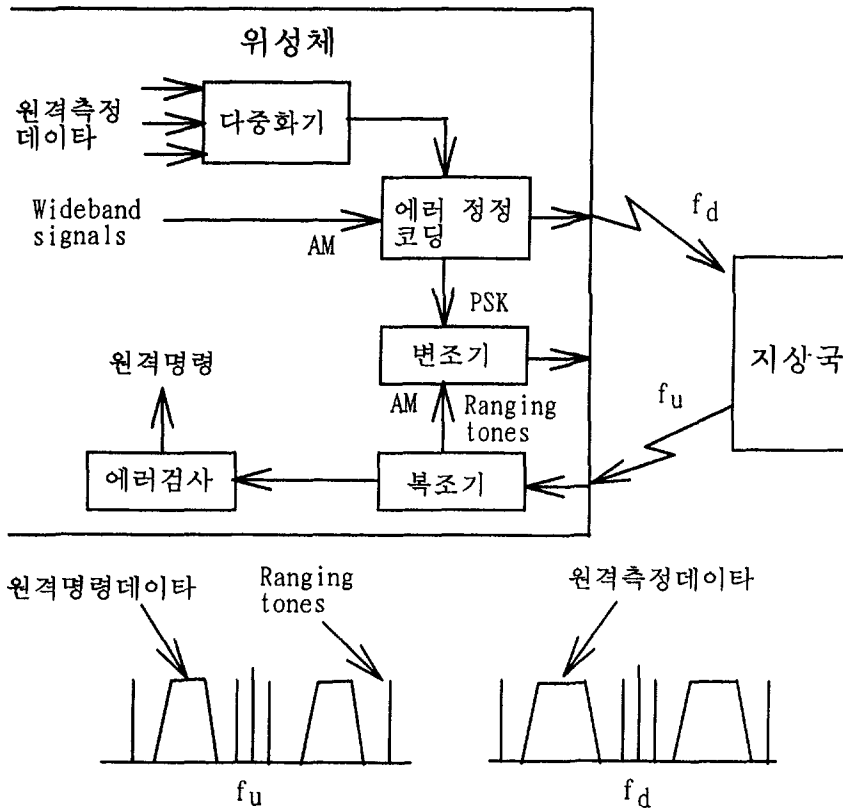 위성체
원격측정
데이타
다중화기
Wideband
signals
AM
에러 정정
코딩
f_d
PSK
원격명령
변조기
지상국
AM
Ranging
tones
f_u
에러검사
복조기
원격명령데이타
Ranging
tones
원격측정데이타
f_u
f_d